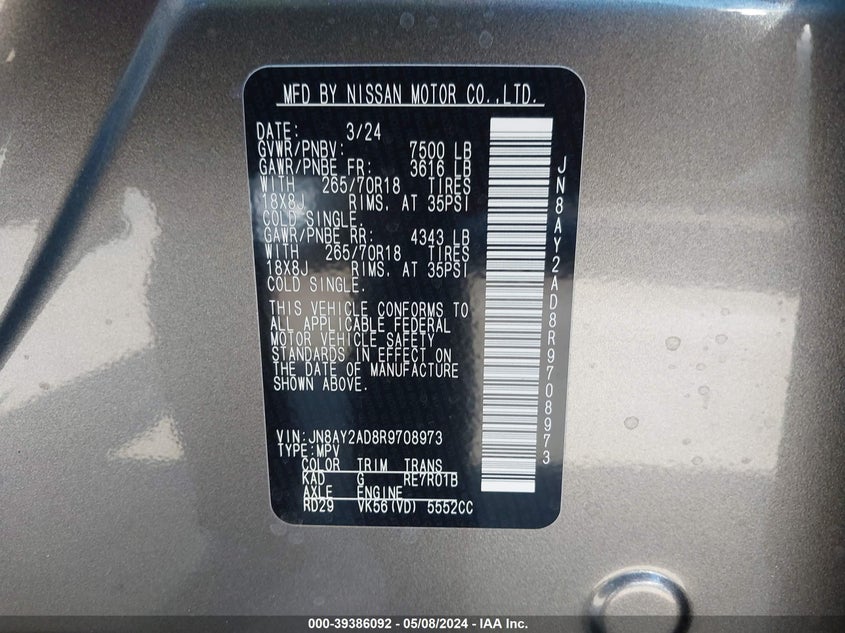 MFD BY NISSAN MOTOR CO.,LTD.
DATE: 3/24
GVWR/PNBV: 7500 LB
GAWR/PNBE FR: 3616 LB
WITH 265/70R18 TIRES
18X8J RIMS. AT 35PSI
COLD SINGLE.
GAWR/PNBE RR: 4343 LB
WITH 265/70R18 TIRES
18X8J RIMS. AT 35PSI
COLD SINGLE.
THIS VEHICLE CONFORMS TO
ALL APPLICABLE FEDERAL
MOTOR VEHICLE SAFETY
STANDARDS IN EFFECT ON
THE DATE OF MANUFACTURE
SHOWN ABOVE.
VIN:JN8AY2AD8R9708973
TYPE:MPV
COLOR TRIM TRANS
KAD G RE7R01B
AXLE ENGINE
RD29 VK56(VD) 5552CC
JN8AY2AD8R9708973
000-39386092 - 05/08/2024 - IAA Inc.